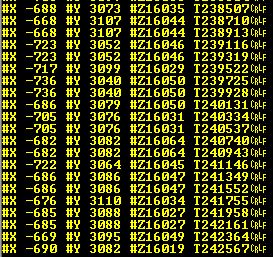 #X -683 #Y 3073 #Z16035 T238507
#X -668 #Y 3107 #Z16044 T238710
#X -668 #Y 3107 #Z16044 T238913
#X -723 #Y 3052 #Z16046 T239116
#X -723 #Y 3052 #Z16046 T239319
#X -717 #Y 3099 #Z16029 T239522
#X -736 #Y 3040 #Z16050 T239725
#X -736 #Y 3040 #Z16050 T239928
#X -686 #Y 3079 #Z16050 T240131
#X -705 #Y 3076 #Z16031 T240334
#X -705 #Y 3076 #Z16031 T240537
#X -682 #Y 3082 #Z16064 T240740
#X -682 #Y 3082 #Z16064 T240943
#X -722 #Y 3064 #Z16045 T241146
#X -686 #Y 3086 #Z16047 T241349
#X -686 #Y 3086 #Z16047 T241552
#X -676 #Y 3110 #Z16034 T241755
#X -685 #Y 3088 #Z16027 T241958
#X -685 #Y 3088 #Z16027 T242161
#X -669 #Y 3095 #Z16049 T242364
#X -690 #Y 3082 #Z16019 T242567